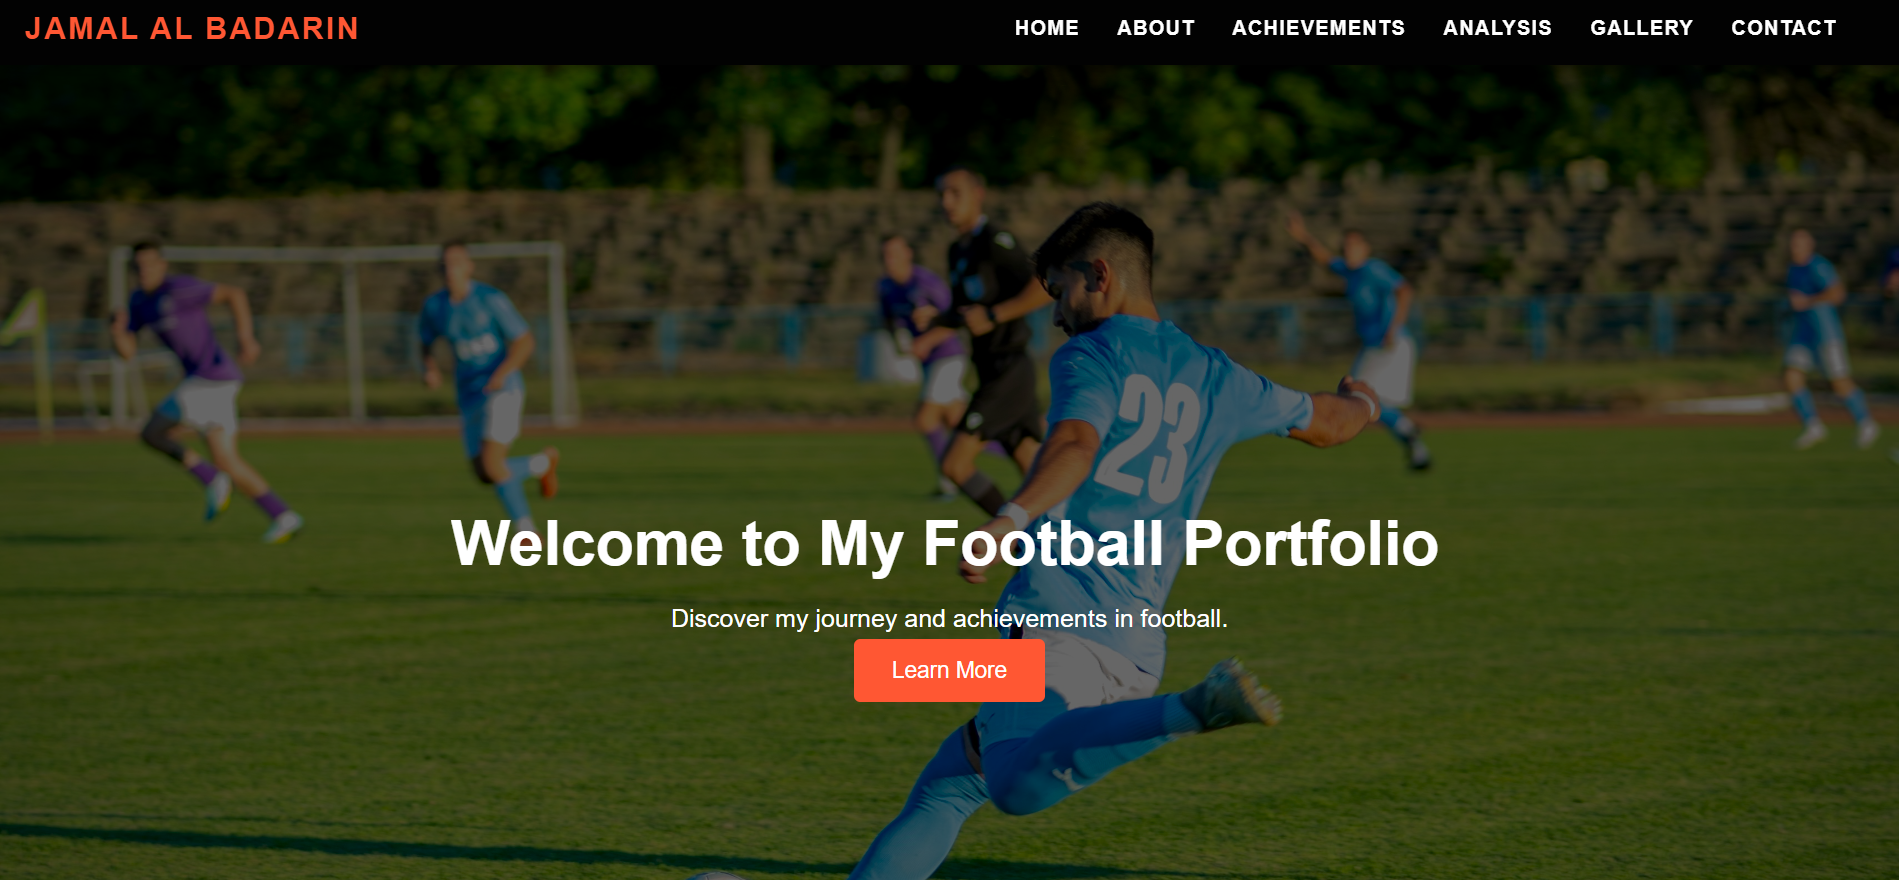 JAMAL AL BADARIN
HOME ABOUT ACHIEVEMENTS ANALYSIS GALLERY CONTACT
23
Welcome to My Football Portfolio
Discover my journey and achievements in football.
Learn More